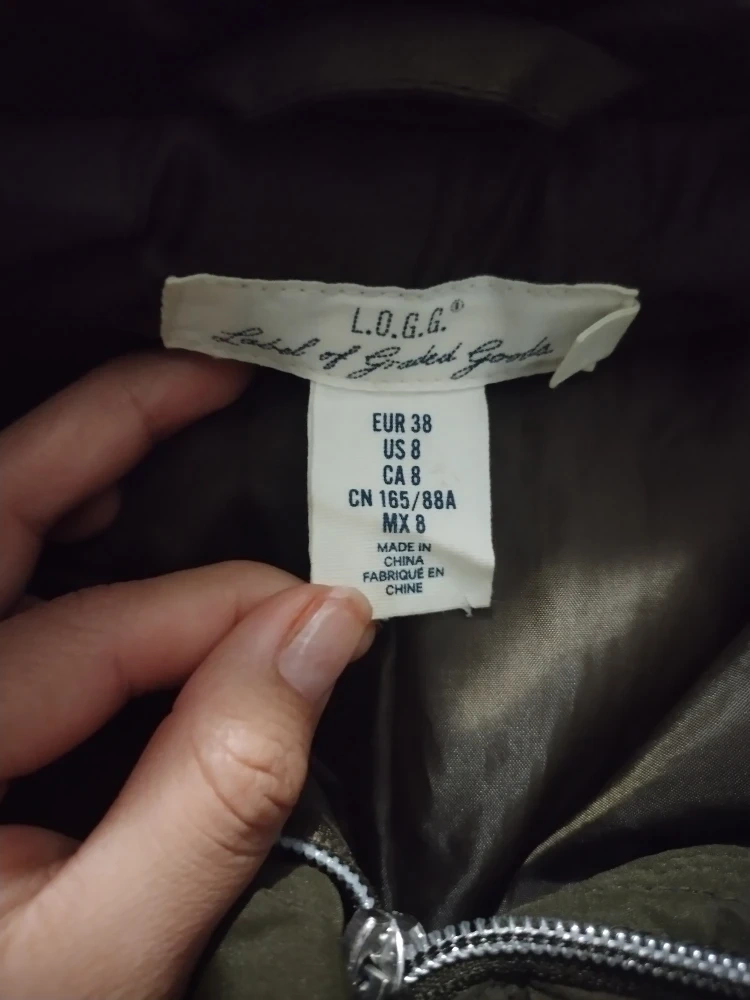 L.O.G.G.®
Label of Graded Goods
EUR 38
US 8
CA 8
CN 165/88A
MX 8
MADE IN
CHINA
FABRIQUÉ EN
CHINE